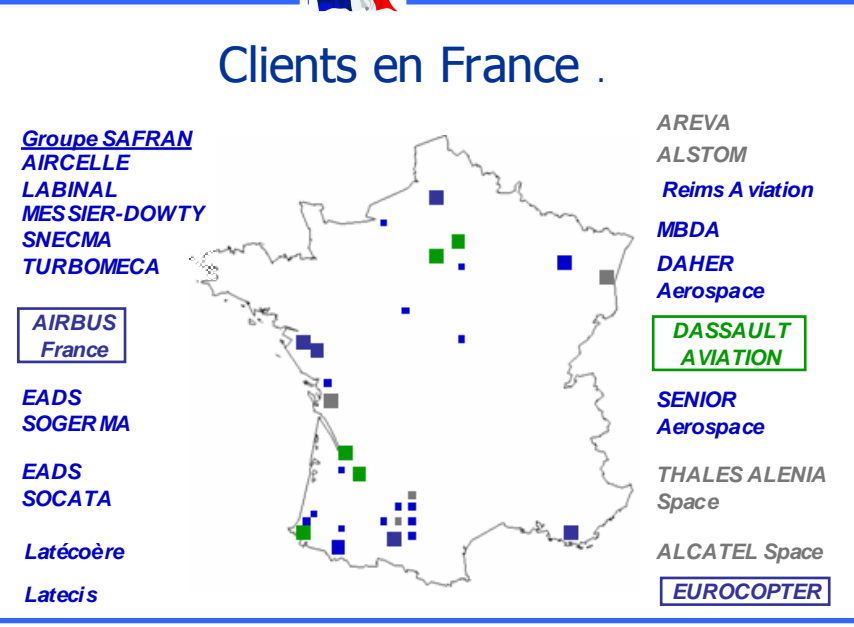 Clients en France .
Groupe SAFRAN
AIRCELLE
LABINAL
MESSIER-DOWTY
SNECMA
TURBOMECA
AIRBUS
France
EADS
SOGERMA
EADS
SOCATA
Latécoère
Latecis
AREVA
ALSTOM
Reims Aviation
MBDA
DAHER
Aerospace
DASSAULT
AVIATION
SENIOR
Aerospace
THALES ALENIA
Space
ALCATEL Space
EUROCOPTER